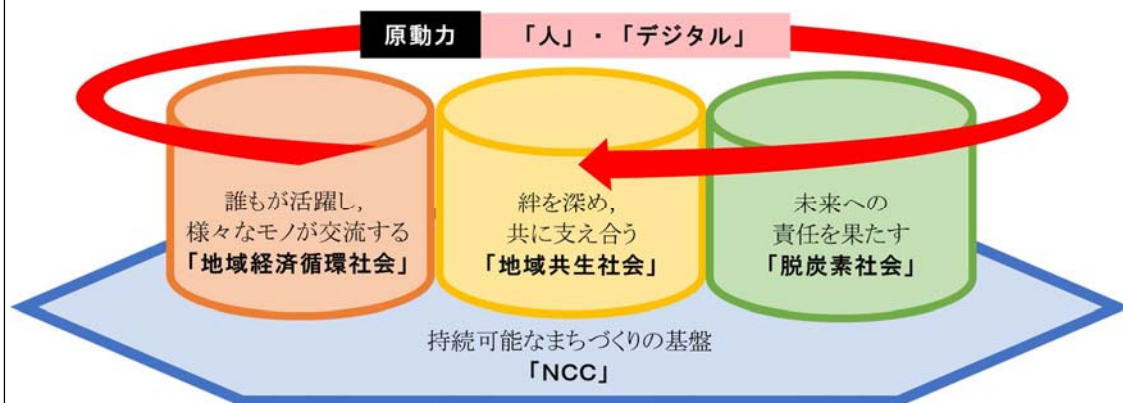 原動力 「人」・「デジタル」
誰もが活躍し，
様々なモノが交流する
「地域経済循環社会」
絆を深め，
共に支え合う
「地域共生社会」
未来への
責任を果たす
「脱炭素社会」
持続可能なまちづくりの基盤
「NCC」